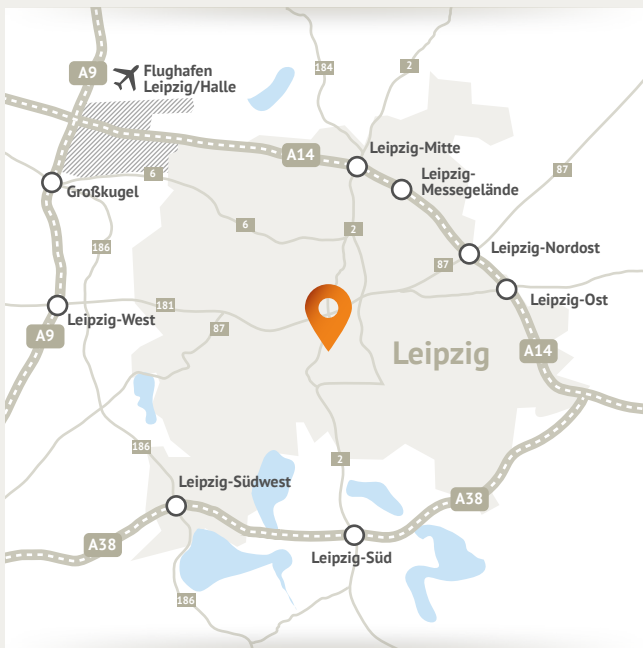 184
2
A9
Flughafen
Leipzig/Halle
A14
Leipzig-Mitte
Leipzig-
Messegelände
87
6
Großkugel
6
2
186
Leipzig-Nordost
87
Leipzig-Ost
181
Leipzig-West
87
A9
Leipzig
A14
186
2
Leipzig-Südwest
A38
A38
Leipzig-Süd
186